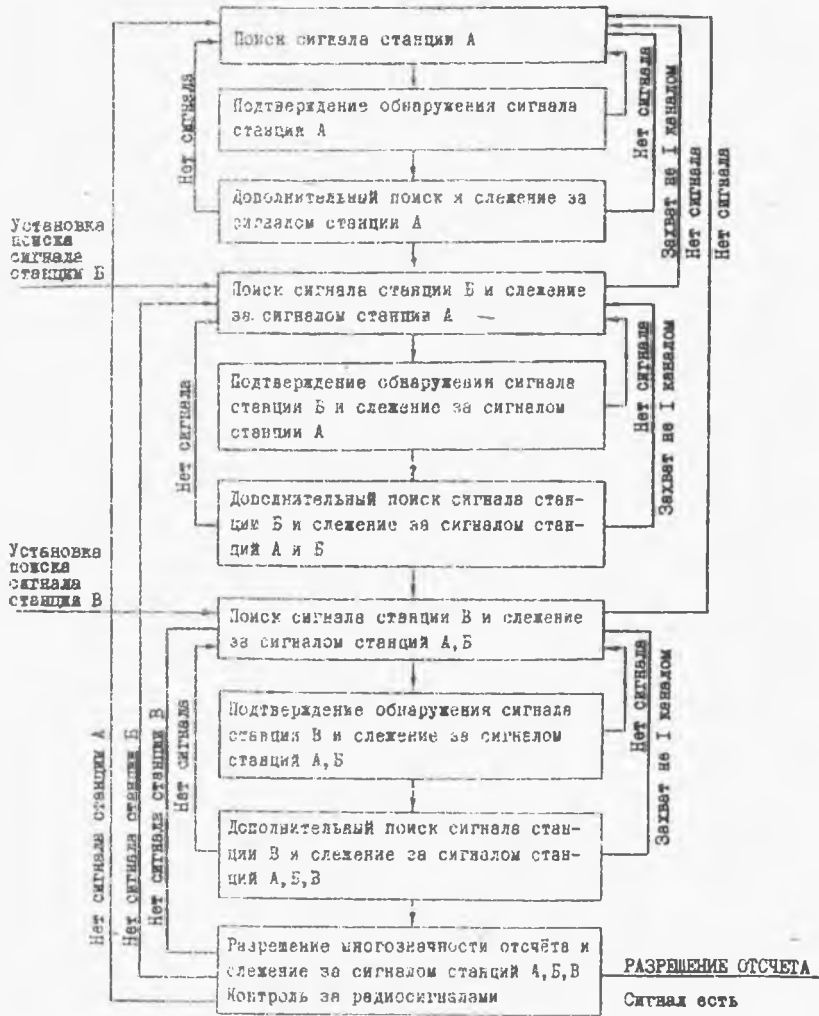 Поиск сигнала станции А
Подтверждение обнаружения сигнала
станция А
Дополнительный поиск и слежение за
сигналом станции А
Поиск сигнала станции Б и слежение
за сигналом станции А
Подтверждение обнаружения сигнала
станции Б и слежение за сигналом
станции А
Дополнительный поиск сигнала стан-
ции Б и слежение за сигналом стан-
ций А и Б
Поиск сигнала станции В и слежение
за сигналом станций А,Б
Подтверждение обнаружения сигнала
станция В и слежение за сигналом
станций А,Б
Дополнительный поиск сигнала стан-
ции В и слежение за сигналом стан-
ций А,Б,В
Разрешение многозначности отсчёта и
слежение за сигналом станций А,Б,В
Контроль за радиосигналами
Установка
поиска
сигнала
станции Б
Установка
поиска
сигнала
станции В
Нет сигнала
Нет сигнала
Нет сигнала
Нет сигнала станции А
Нет сигнала станции Б
Нет сигнала станции В
Нет сигнала
Захват не I каналом
Нет сигнала
Нет сигнала
Нет сигнала
Захват не I каналом
Нет сигнала
Захват не I каналом
РАЗРЕШЕНИЕ ОТСЧЕТА
Сигнал есть